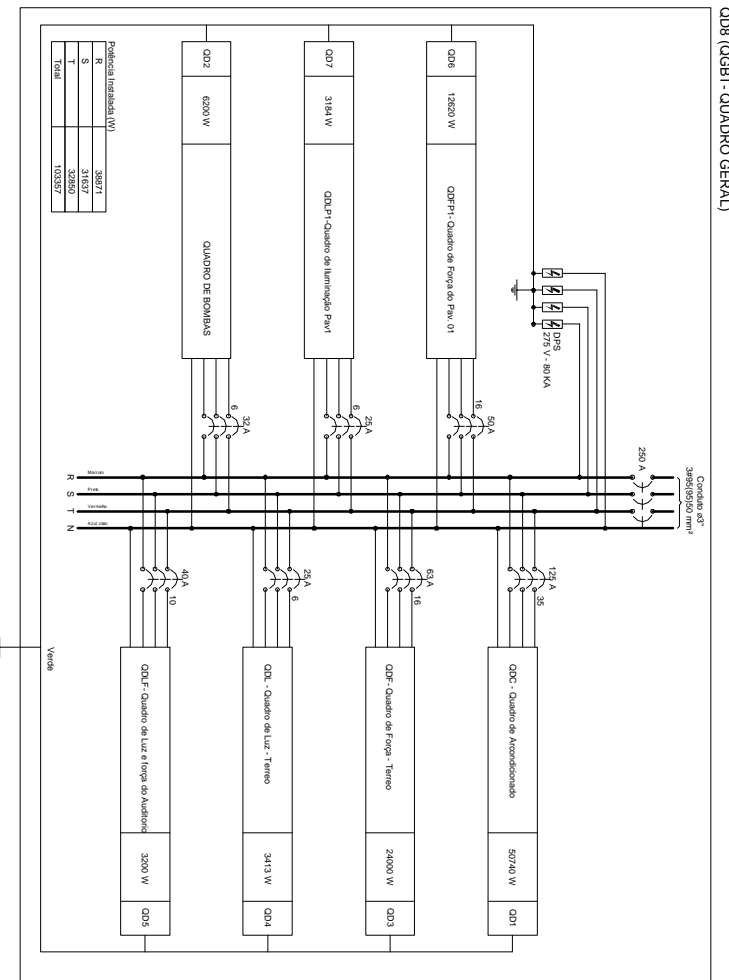 QD8 (QGBT- QUADRO GERAL)
Conduto ø3"
3#95(95)50 mm²
250 A
DPS
275 V - 80 KA
QD6
12620 W
QDFP1- Quadro de Força do Pav. 01
16
50 A
QD7
3184 W
QDLP1-Quadro de Iluminação Pav1
6
25 A
QD2
6200 W
QUADRO DE BOMBAS
6
32 A
125 A
35
QDC - Quadro de Arcondicionado
50740 W
QD1
63 A
16
QDF- Quadro de Força - Terreo
24000 W
QD3
25 A
6
QDL - Quadro de Luz - Terreo
3413 W
QD4
40 A
10
QDLF- Quadro de Luz e força do Auditorio
3200 W
QD5
R Marrom
S Preto
T Vermelho
N Azul claro
Verde
Potência Instalada (W)
R 38871
S 31637
T 32850
Total 103357